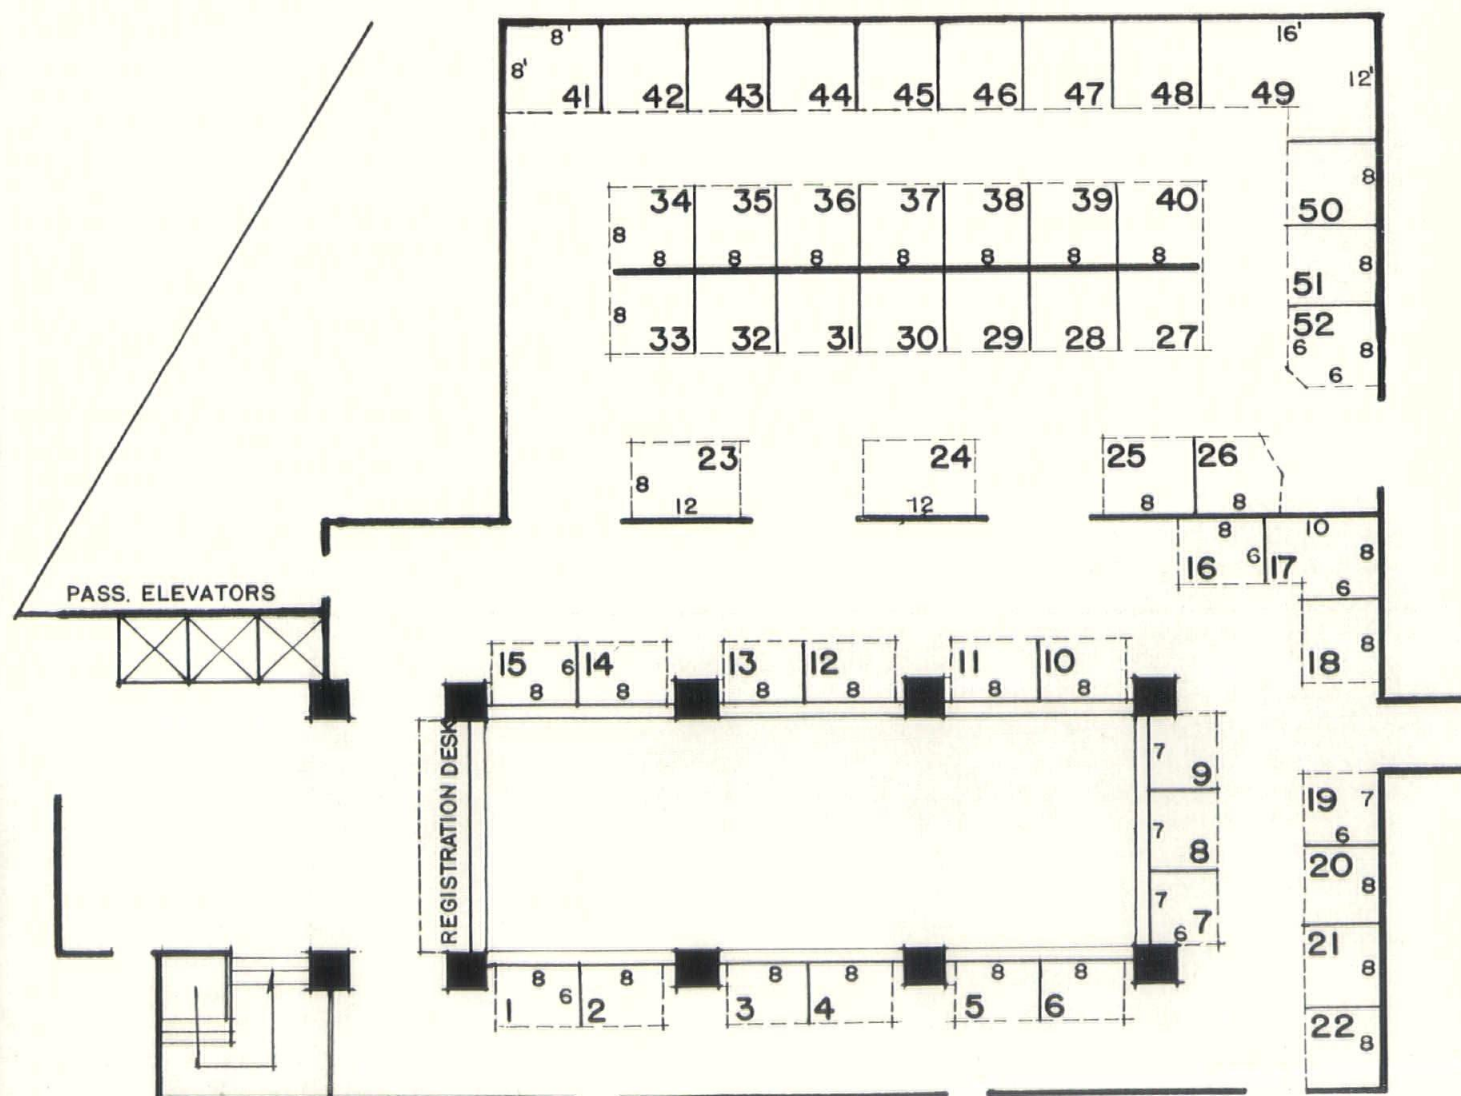 8' 16'
8' 12'
41 42 43 44 45 46 47 48 49
8
34 35 36 37 38 39 40 50
8
8 8 8 8 8 8 8
8
51
8
33 32 31 30 29 28 27
52
6 8
6
23 24 25 26
8
12 12 8 8
8 10
16 6 17 8
6
PASS. ELEVATORS
15 6 14 13 12 11 10 18 8
8 8 8 8 8 8
REGISTRATION DESK
7 9
7 8
7
6 7
19 7
6
20 8
21 8
22 8
8 8 8 8 8 8
1 6 2 3 4 5 6